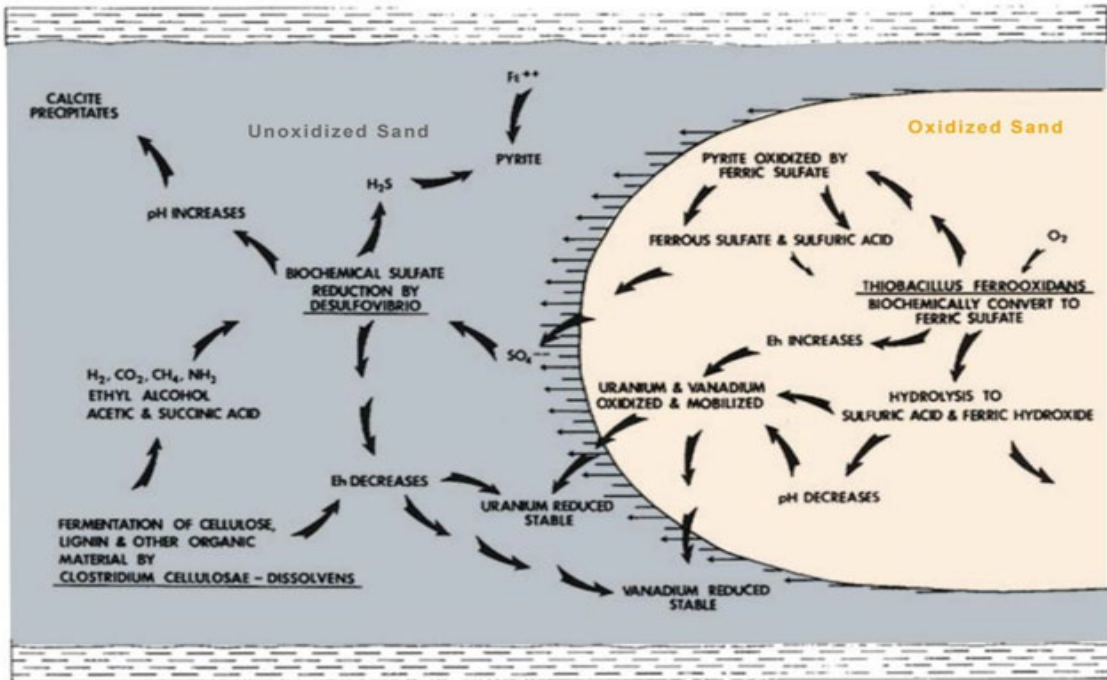 CALCITE
PRECIPITATES
Fe++
Unoxidized Sand
Oxidized Sand
PYRITE
PYRITE OXIDIZED BY
FERRIC SULFATE
H₂S
pH INCREASES
FERROUS SULFATE & SULFURIC ACID
O₂
BIOCHEMICAL SULFATE
REDUCTION BY
DESULFOVIBRIO
THIOBACILLUS FERROOXIDANS
BIOCHEMICALLY CONVERT TO
FERRIC SULFATE
Eh INCREASES
SO₄--
H₂, CO₂, CH₄, NH₃
ETHYL ALCOHOL
ACETIC & SUCCINIC ACID
URANIUM & VANADIUM
OXIDIZED & MOBILIZED
HYDROLYSIS TO
SULFURIC ACID & FERRIC HYDROXIDE
Eh DECREASES
URANIUM REDUCED
STABLE
pH DECREASES
FERMENTATION OF CELLULOSE,
LIGNIN & OTHER ORGANIC
MATERIAL BY
CLOSTRIDIUM CELLULOSAE-DISSOLVENS
VANADIUM REDUCED
STABLE